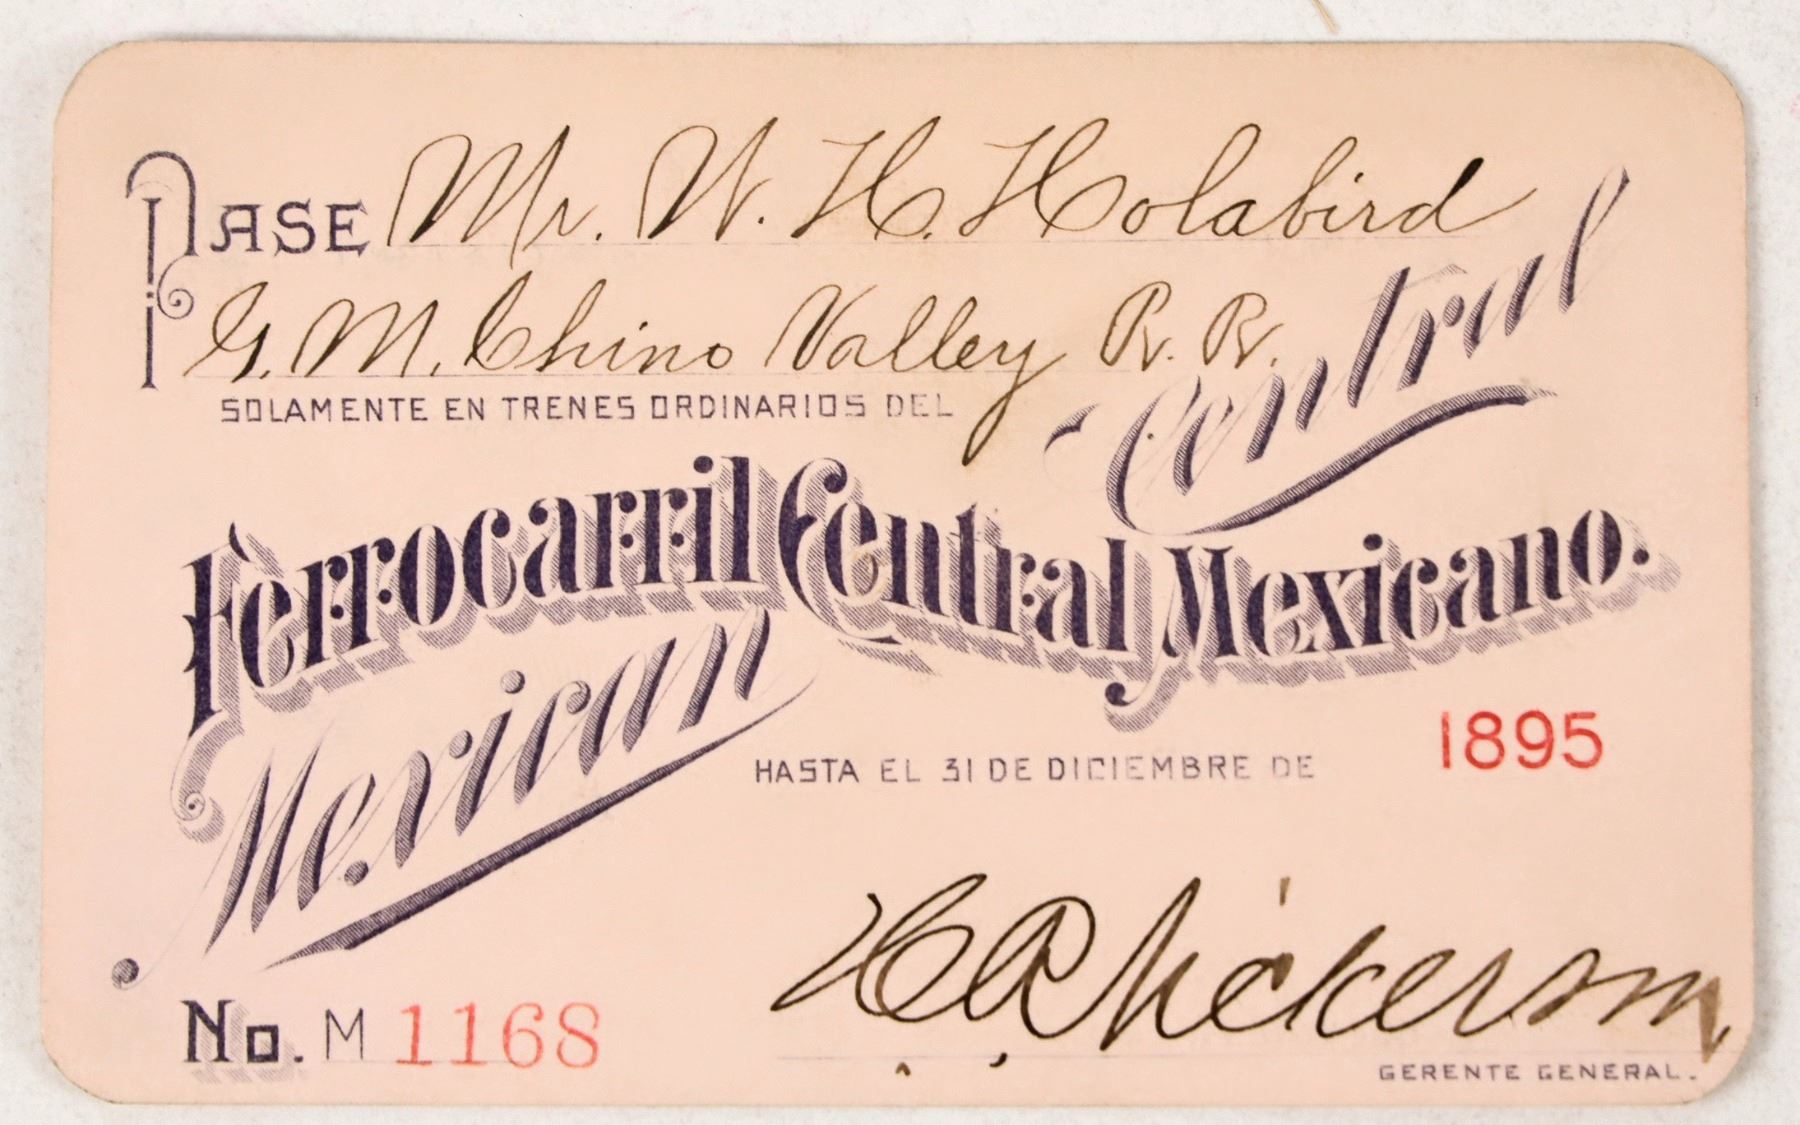 Pase Mr. W. H. Holabird
G. M. Chino Valley R. R.
SOLAMENTE EN TRENES ORDINARIOS DEL
Central
Ferrocarril Central Mexicano.
Mexican
HASTA EL 31 DE DICIEMBRE DE 1895
H R Nickerson
No. M 1168
GERENTE GENERAL.